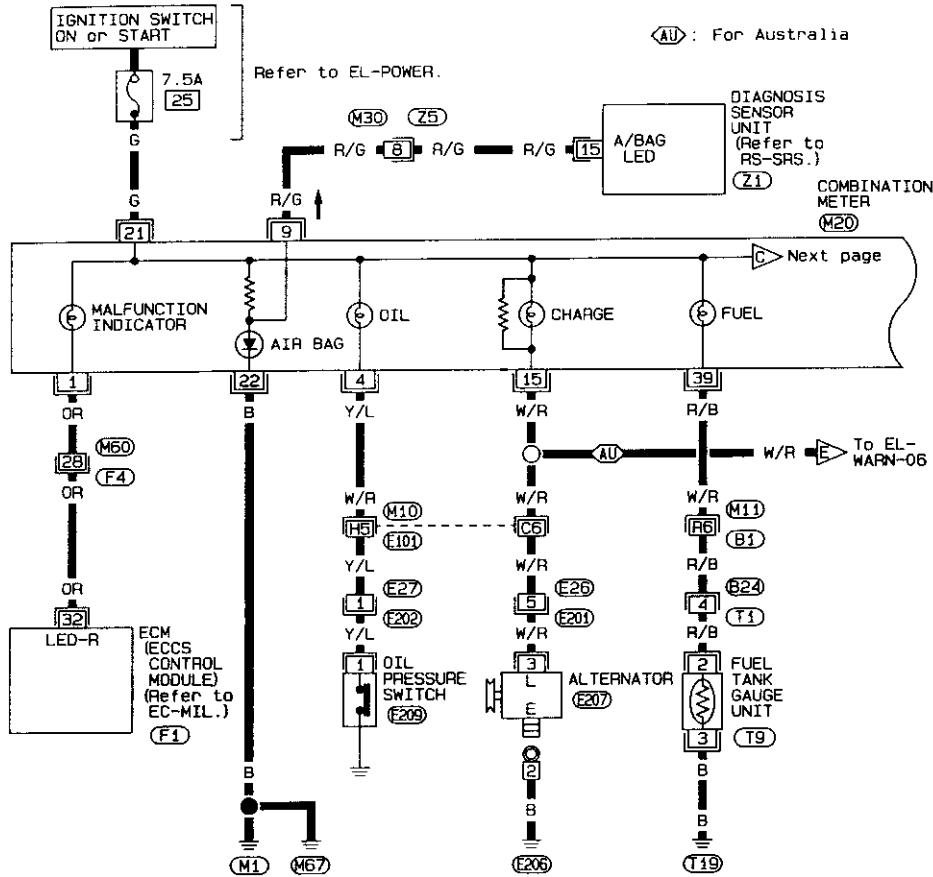 IGNITION SWITCH
ON or START
7.5A
25
Refer to EL-POWER.
AU : For Australia
G
G
21
R/G
9
R/G
M30
8
Z5
R/G
R/G
15
A/BAG
LED
DIAGNOSIS
SENSOR
UNIT
(Refer to
RS-SRS.)
Z1
COMBINATION
METER
M20
C
Next page
MALFUNCTION
INDICATOR
AIR BAG
OIL
CHARGE
FUEL
1
22
4
15
39
OR
B
Y/L
W/R
R/B
AU
W/R
E
To EL-
WARN-06
28
M60
F4
OR
OR
32
LED-R
ECM
(ECCS
CONTROL
MODULE)
(Refer to
EC-MIL.)
F1
W/R
H5
M10
E101
Y/L
1
E27
E202
Y/L
1
OIL
PRESSURE
SWITCH
E209
W/R
C6
W/R
5
E26
E201
W/R
3
L
E
ALTERNATOR
E207
2
B
E206
W/R
R6
M11
B1
R/B
4
B24
T1
R/B
2
FUEL
TANK
GAUGE
UNIT
3
T9
B
B
T19
B
M1
M67